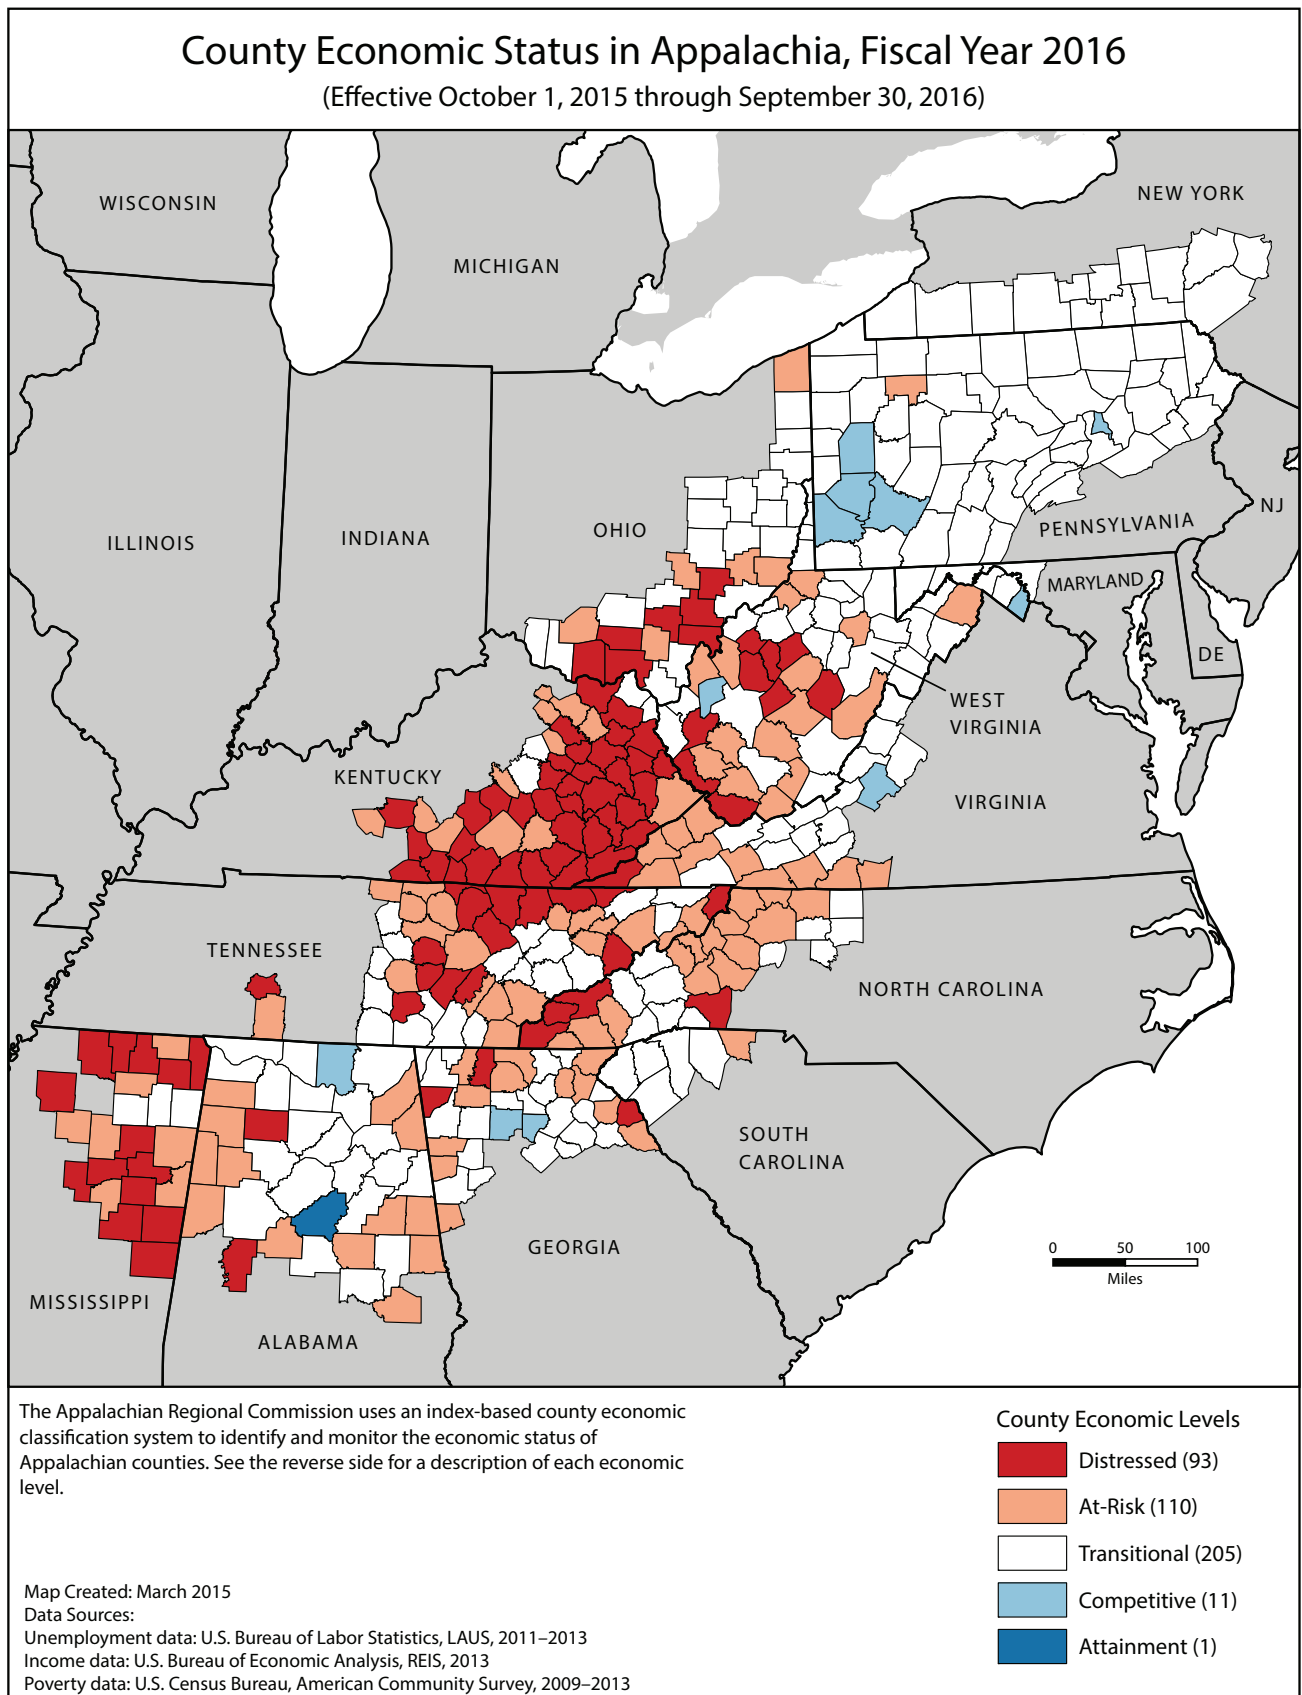 County Economic Status in Appalachia, Fiscal Year 2016
(Effective October 1, 2015 through September 30, 2016)
WISCONSIN
NEW YORK
MICHIGAN
ILLINOIS
INDIANA
OHIO
PENNSYLVANIA
NJ
MARYLAND
DE
WEST
VIRGINIA
KENTUCKY
VIRGINIA
TENNESSEE
NORTH CAROLINA
SOUTH
CAROLINA
GEORGIA
MISSISSIPPI
ALABAMA
0 50 100
Miles
The Appalachian Regional Commission uses an index-based county economic
classification system to identify and monitor the economic status of
Appalachian counties. See the reverse side for a description of each economic
level.
Map Created: March 2015
Data Sources:
Unemployment data: U.S. Bureau of Labor Statistics, LAUS, 2011–2013
Income data: U.S. Bureau of Economic Analysis, REIS, 2013
Poverty data: U.S. Census Bureau, American Community Survey, 2009–2013
County Economic Levels
Distressed (93)
At-Risk (110)
Transitional (205)
Competitive (11)
Attainment (1)